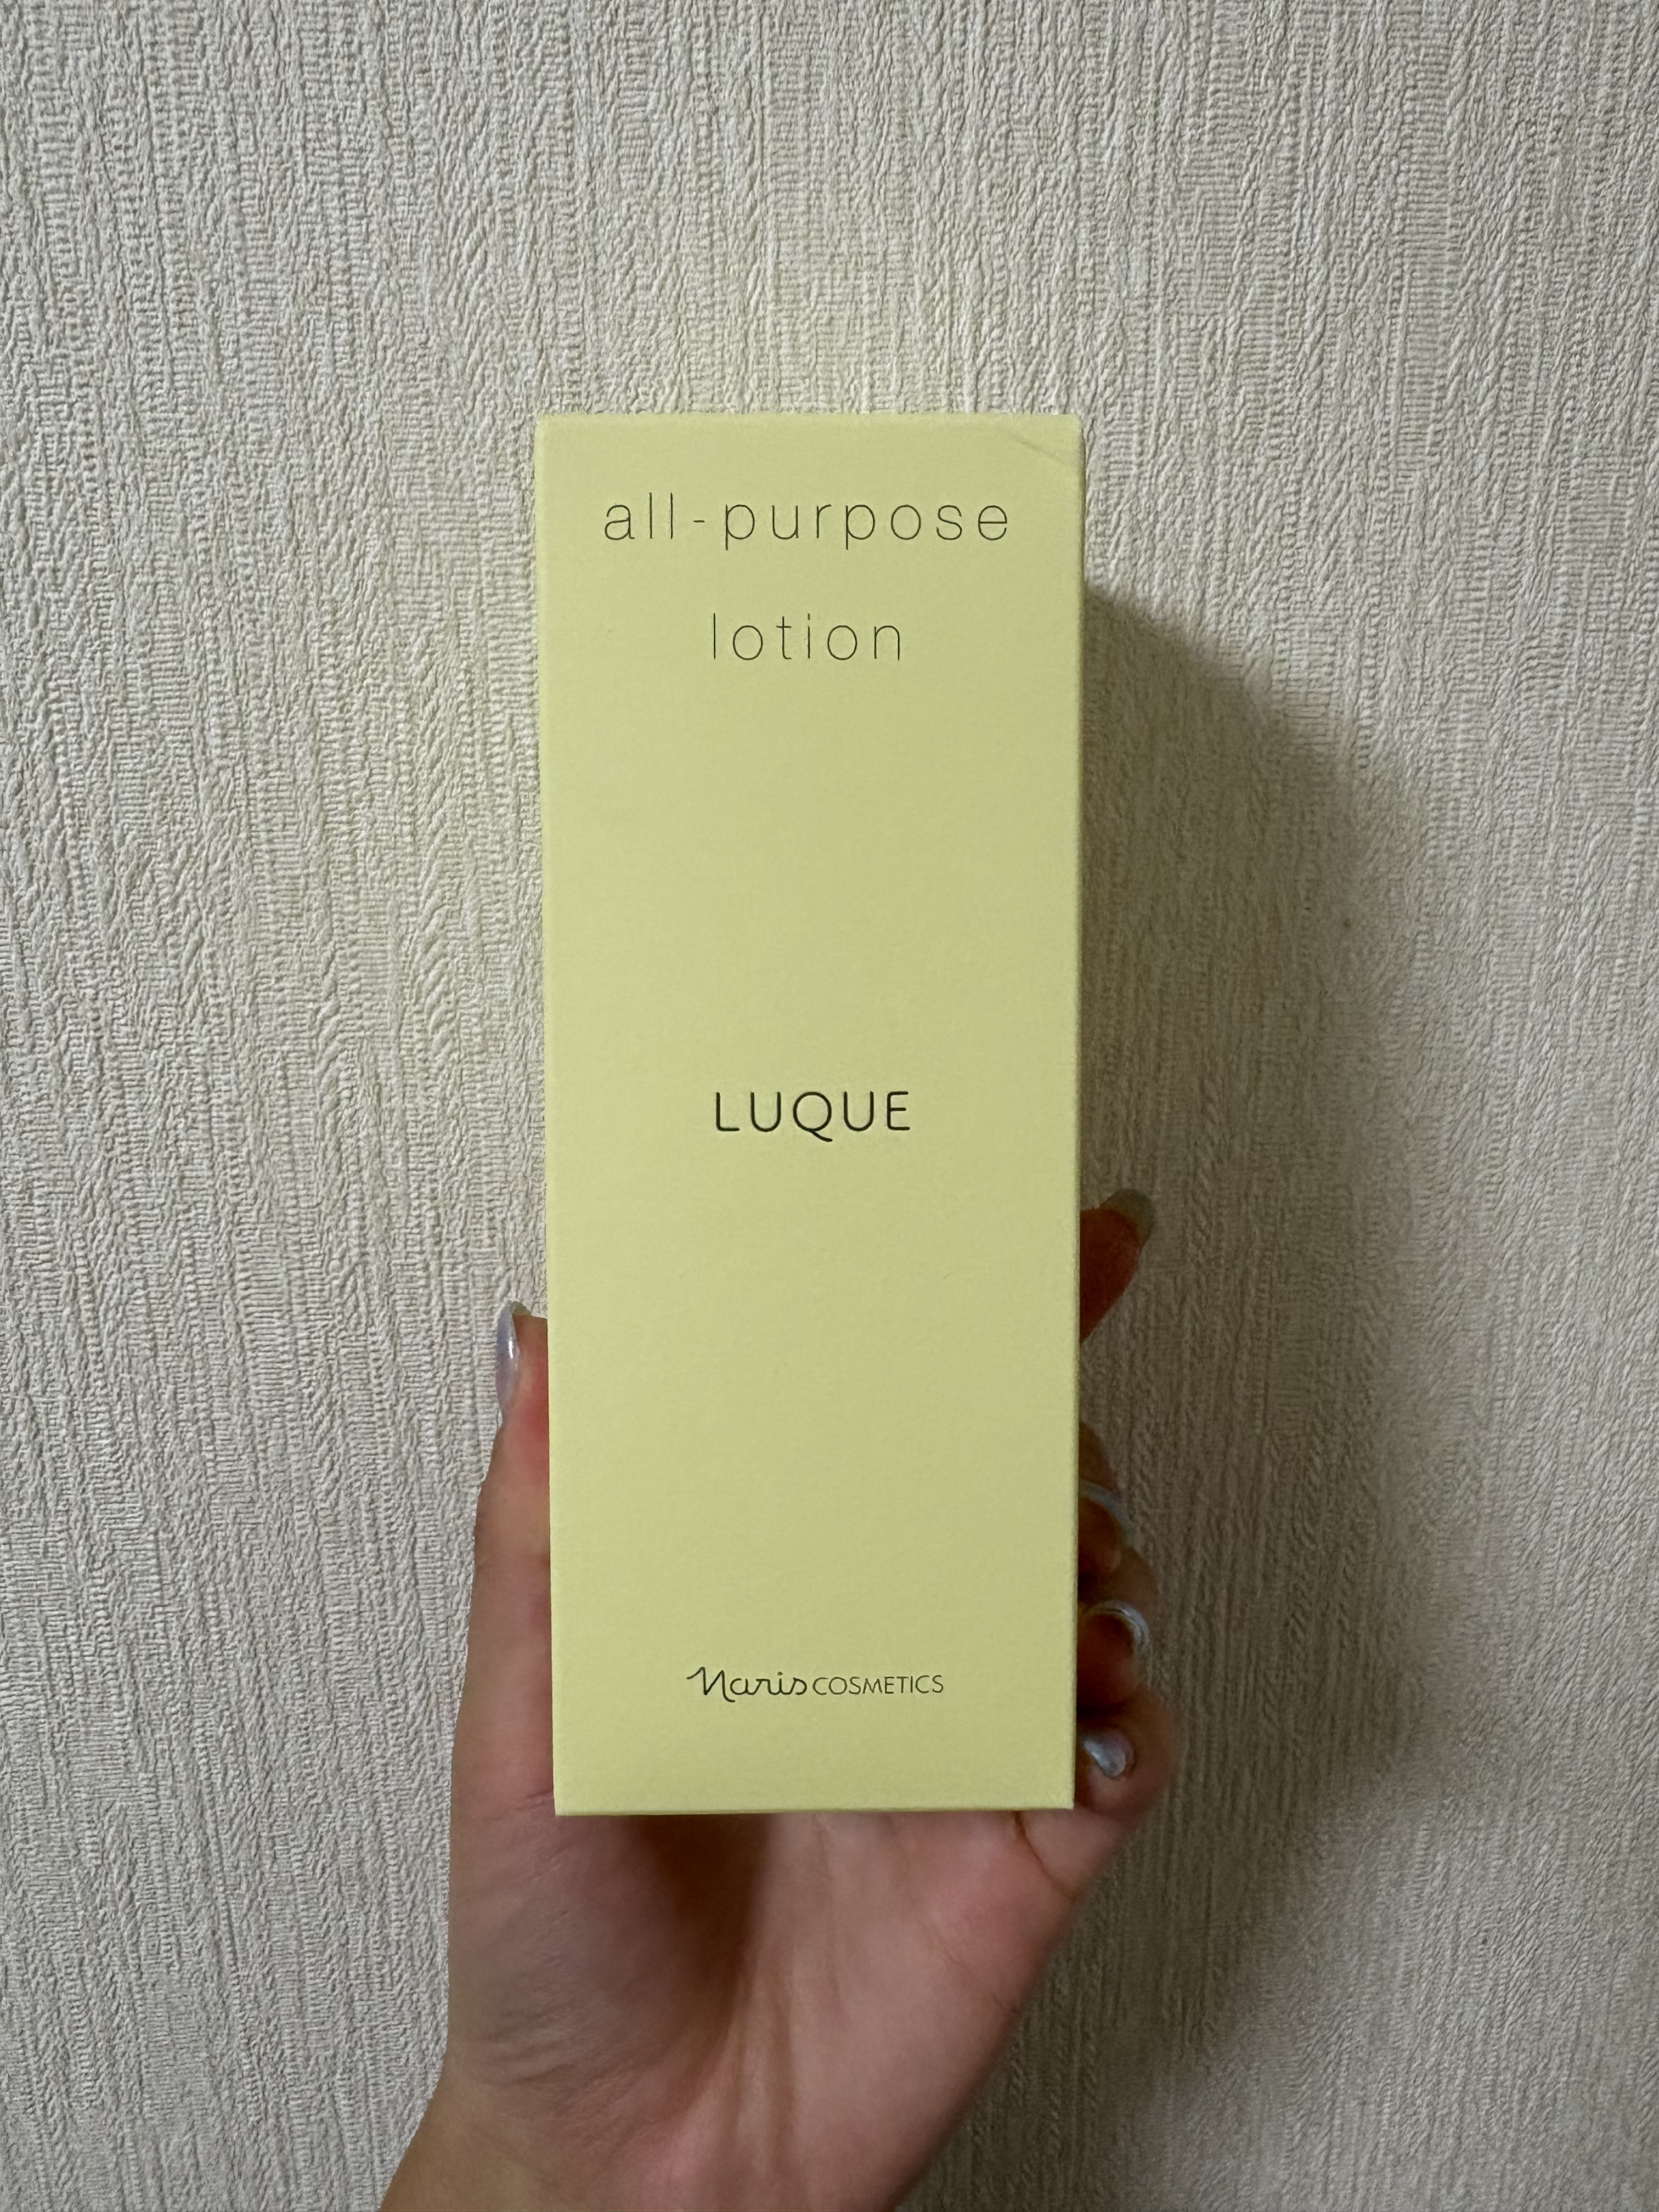 all-purpose
lotion
LUQUE
Naris COSMETICS